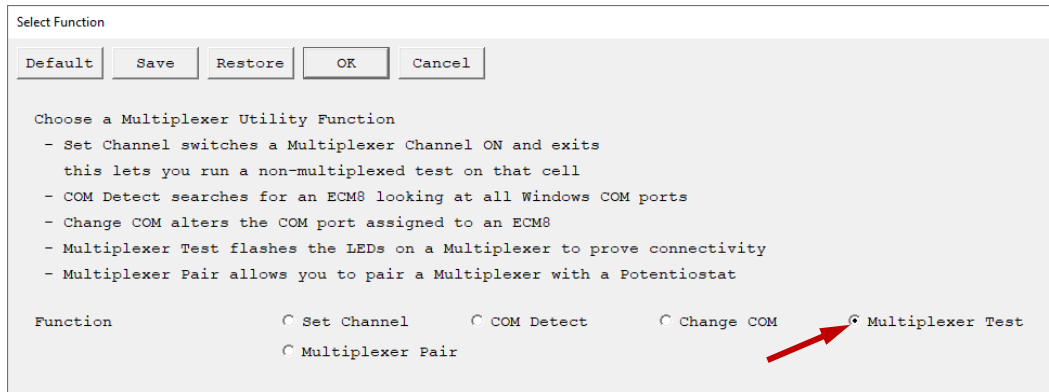 Select Function
Default Save Restore OK Cancel
Choose a Multiplexer Utility Function
- Set Channel switches a Multiplexer Channel ON and exits
this lets you run a non-multiplexed test on that cell
- COM Detect searches for an ECM8 looking at all Windows COM ports
- Change COM alters the COM port assigned to an ECM8
- Multiplexer Test flashes the LEDs on a Multiplexer to prove connectivity
- Multiplexer Pair allows you to pair a Multiplexer with a Potentiostat
Function Set Channel COM Detect Change COM Multiplexer Test
Multiplexer Pair